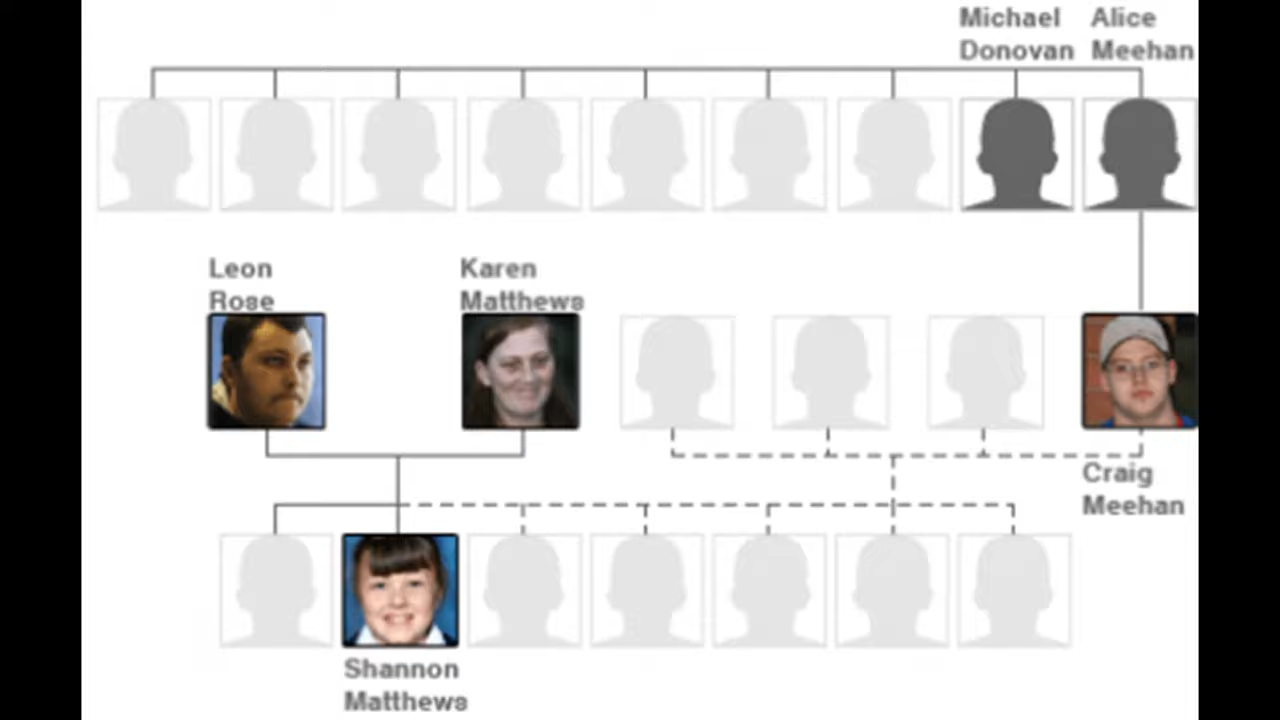 Michael Alice
Donovan Meehan
Leon
Rose
Karen
Matthews
Craig
Meehan
Shannon
Matthews